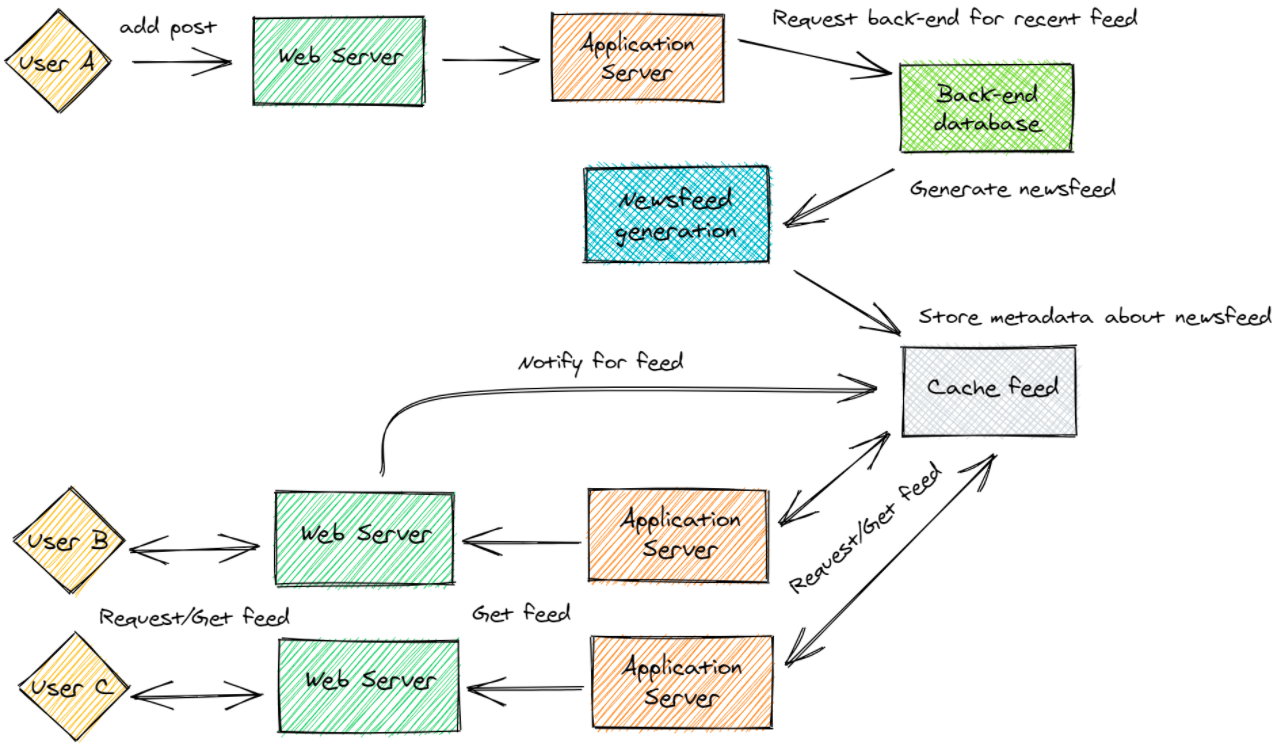 add post
Request back-end for recent feed
User A
Web Server
Application
Server
Back-end
database
Generate newsfeed
Newsfeed
generation
Store metadata about newsfeed
Notify for feed
Cache feed
User B
Web Server
Application
Server
Request/Get feed
Request/Get feed
Get feed
User C
Web Server
Application
Server